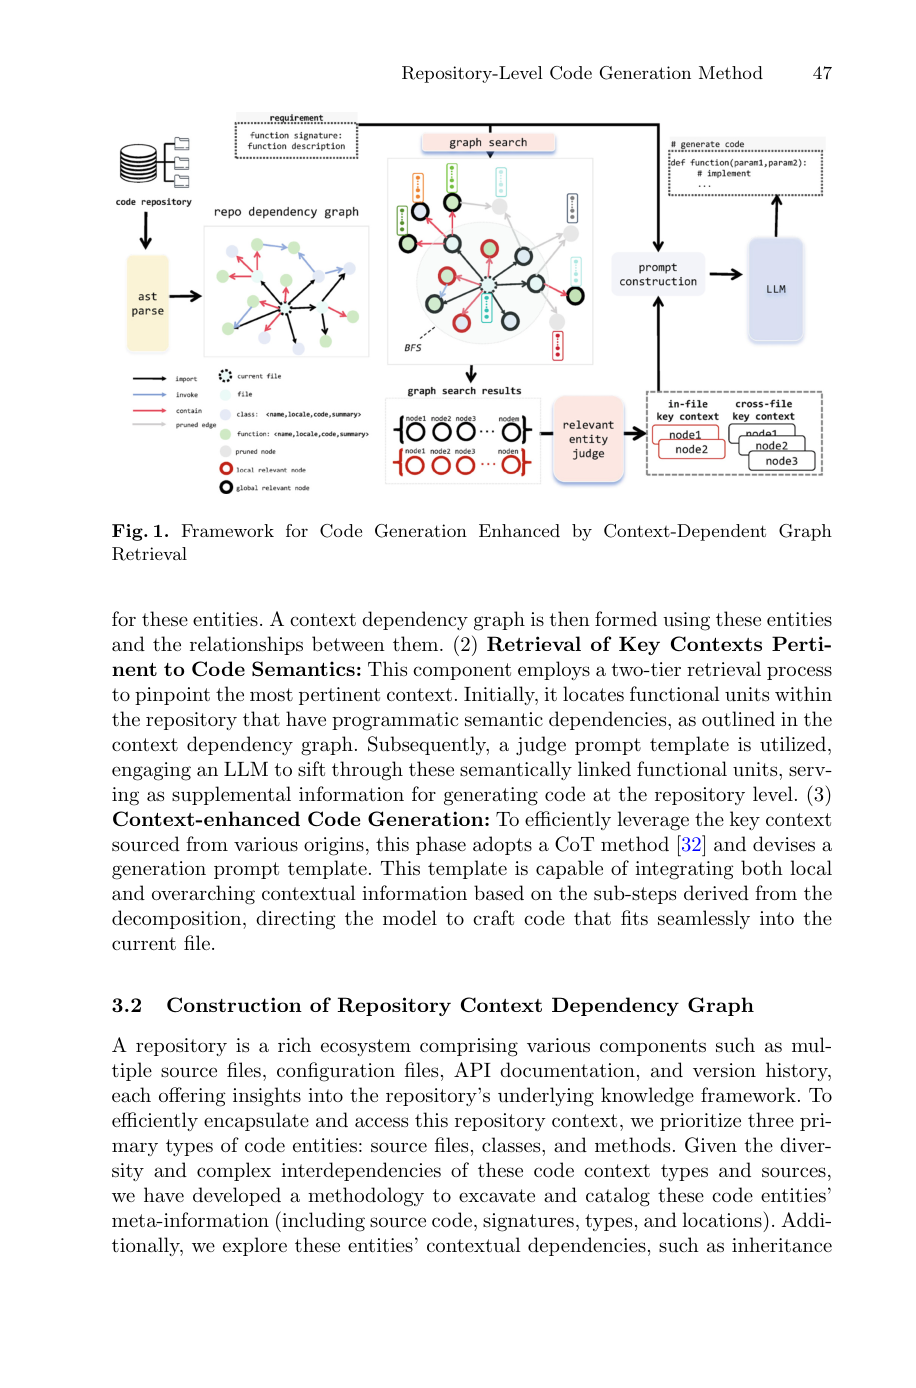 Repository-Level Code Generation Method 47
requirement
function signature:
function description
graph search
# generate code
def function(param1,param2):
# implement
...
code repository
repo dependency graph
ast
parse
BFS
prompt
construction
LLM
import
invoke
contain
pruned edge
current file
file
class: <name,locale,code,summary>
function: <name,locale,code,summary>
pruned node
local relevant node
global relevant node
graph search results
{node1 node2 node3 ... nodem}
{node1 node2 node3 ... noden}
relevant
entity
judge
in-file
key context
node1
node2
cross-file
key context
node1
node2
node3
Fig. 1. Framework for Code Generation Enhanced by Context-Dependent Graph
Retrieval
for these entities. A context dependency graph is then formed using these entities
and the relationships between them. (2) Retrieval of Key Contexts Perti-
nent to Code Semantics: This component employs a two-tier retrieval process
to pinpoint the most pertinent context. Initially, it locates functional units within
the repository that have programmatic semantic dependencies, as outlined in the
context dependency graph. Subsequently, a judge prompt template is utilized,
engaging an LLM to sift through these semantically linked functional units, serv-
ing as supplemental information for generating code at the repository level. (3)
Context-enhanced Code Generation: To efficiently leverage the key context
sourced from various origins, this phase adopts a CoT method [32] and devises a
generation prompt template. This template is capable of integrating both local
and overarching contextual information based on the sub-steps derived from the
decomposition, directing the model to craft code that fits seamlessly into the
current file.
3.2 Construction of Repository Context Dependency Graph
A repository is a rich ecosystem comprising various components such as mul-
tiple source files, configuration files, API documentation, and version history,
each offering insights into the repository's underlying knowledge framework. To
efficiently encapsulate and access this repository context, we prioritize three pri-
mary types of code entities: source files, classes, and methods. Given the diver-
sity and complex interdependencies of these code context types and sources,
we have developed a methodology to excavate and catalog these code entities'
meta-information (including source code, signatures, types, and locations). Addi-
tionally, we explore these entities' contextual dependencies, such as inheritance